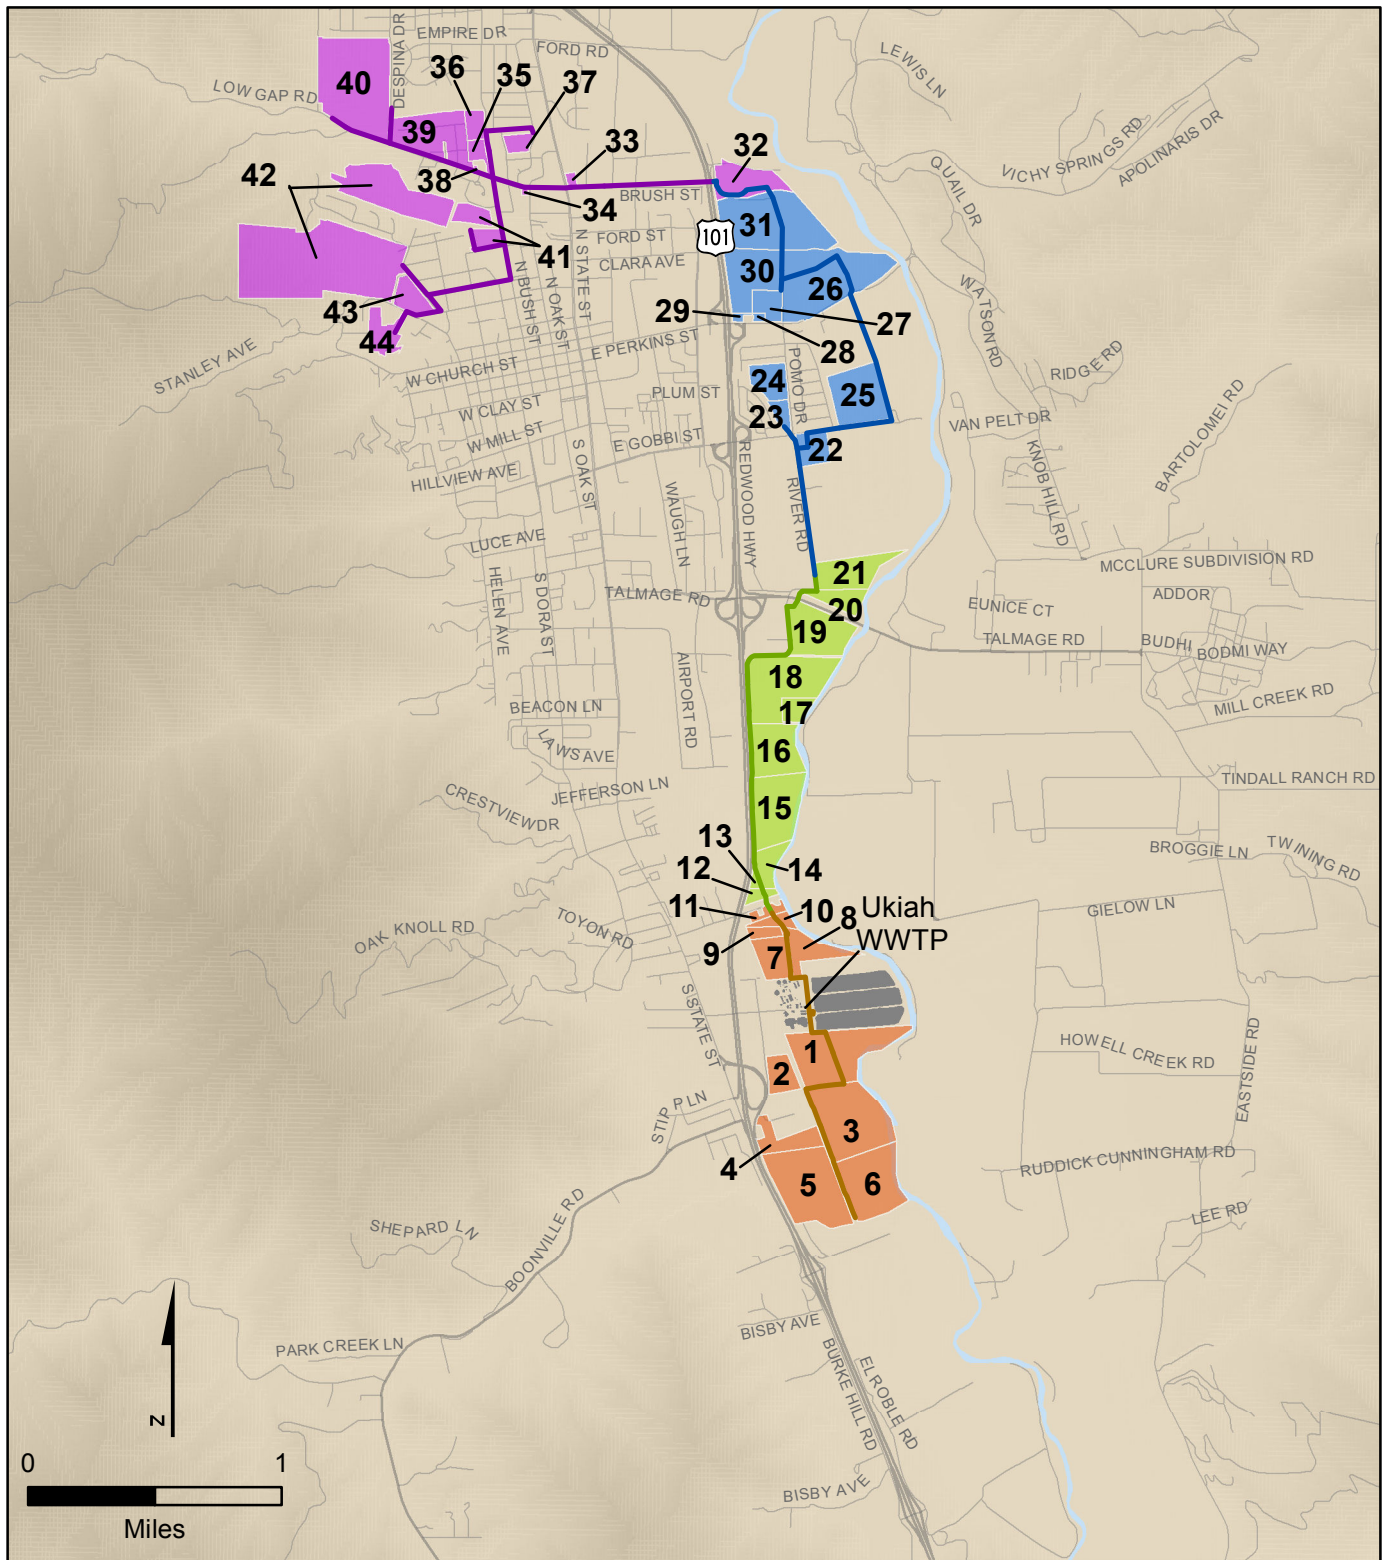 EMPIRE DR
FORD RD
DESPINA DR
LOW GAP RD
LEWIS LN
VICHY SPRINGS RD
APOLINARIS DR
QUAIL DR
40
36
35
37
39
33
32
42
38
34
BRUSH ST
31
101
FORD ST
41
CLARA AVE
30
26
N STATE ST
N BUSH ST
N OAK ST
WATSON RD
43
29
27
44
28
E PERKINS ST
STANLEY AVE
W CHURCH ST
POMO DR
RIDGE RD
24
25
PLUM ST
W CLAY ST
23
VAN PELT DR
BARTOLOMEI RD
W MILL ST
E GOBBI ST
22
HILLVIEW AVE
S OAK ST
REDWOOD HWY
KNOB HILL RD
WAUGH LN
RIVER RD
LUCE AVE
21
MCCLURE SUBDIVISION RD
HELEN AVE
S DORA ST
TALMAGE RD
20
EUNICE CT
ADDOR
19
TALMAGE RD
BUDHI
BODMI WAY
18
AIRPORT RD
17
BEACON LN
MILL CREEK RD
LAWS AVE
16
JEFFERSON LN
TINDALL RANCH RD
CRESTVIEW DR
15
13
BROGGIE LN
TWINING RD
12
14
11
10
8
Ukiah
WWTP
GIELOW LN
TOYON RD
OAK KNOLL RD
9
7
S STATE ST
1
HOWELL CREEK RD
2
EASTSIDE RD
STIPP LN
3
4
RUDDICK CUNNINGHAM RD
5
6
LEE RD
SHEPARD LN
BOONVILLE RD
BISBY AVE
PARK CREEK LN
BURKE HILL RD
EL ROBLE RD
N
0 1
Miles
BISBY AVE